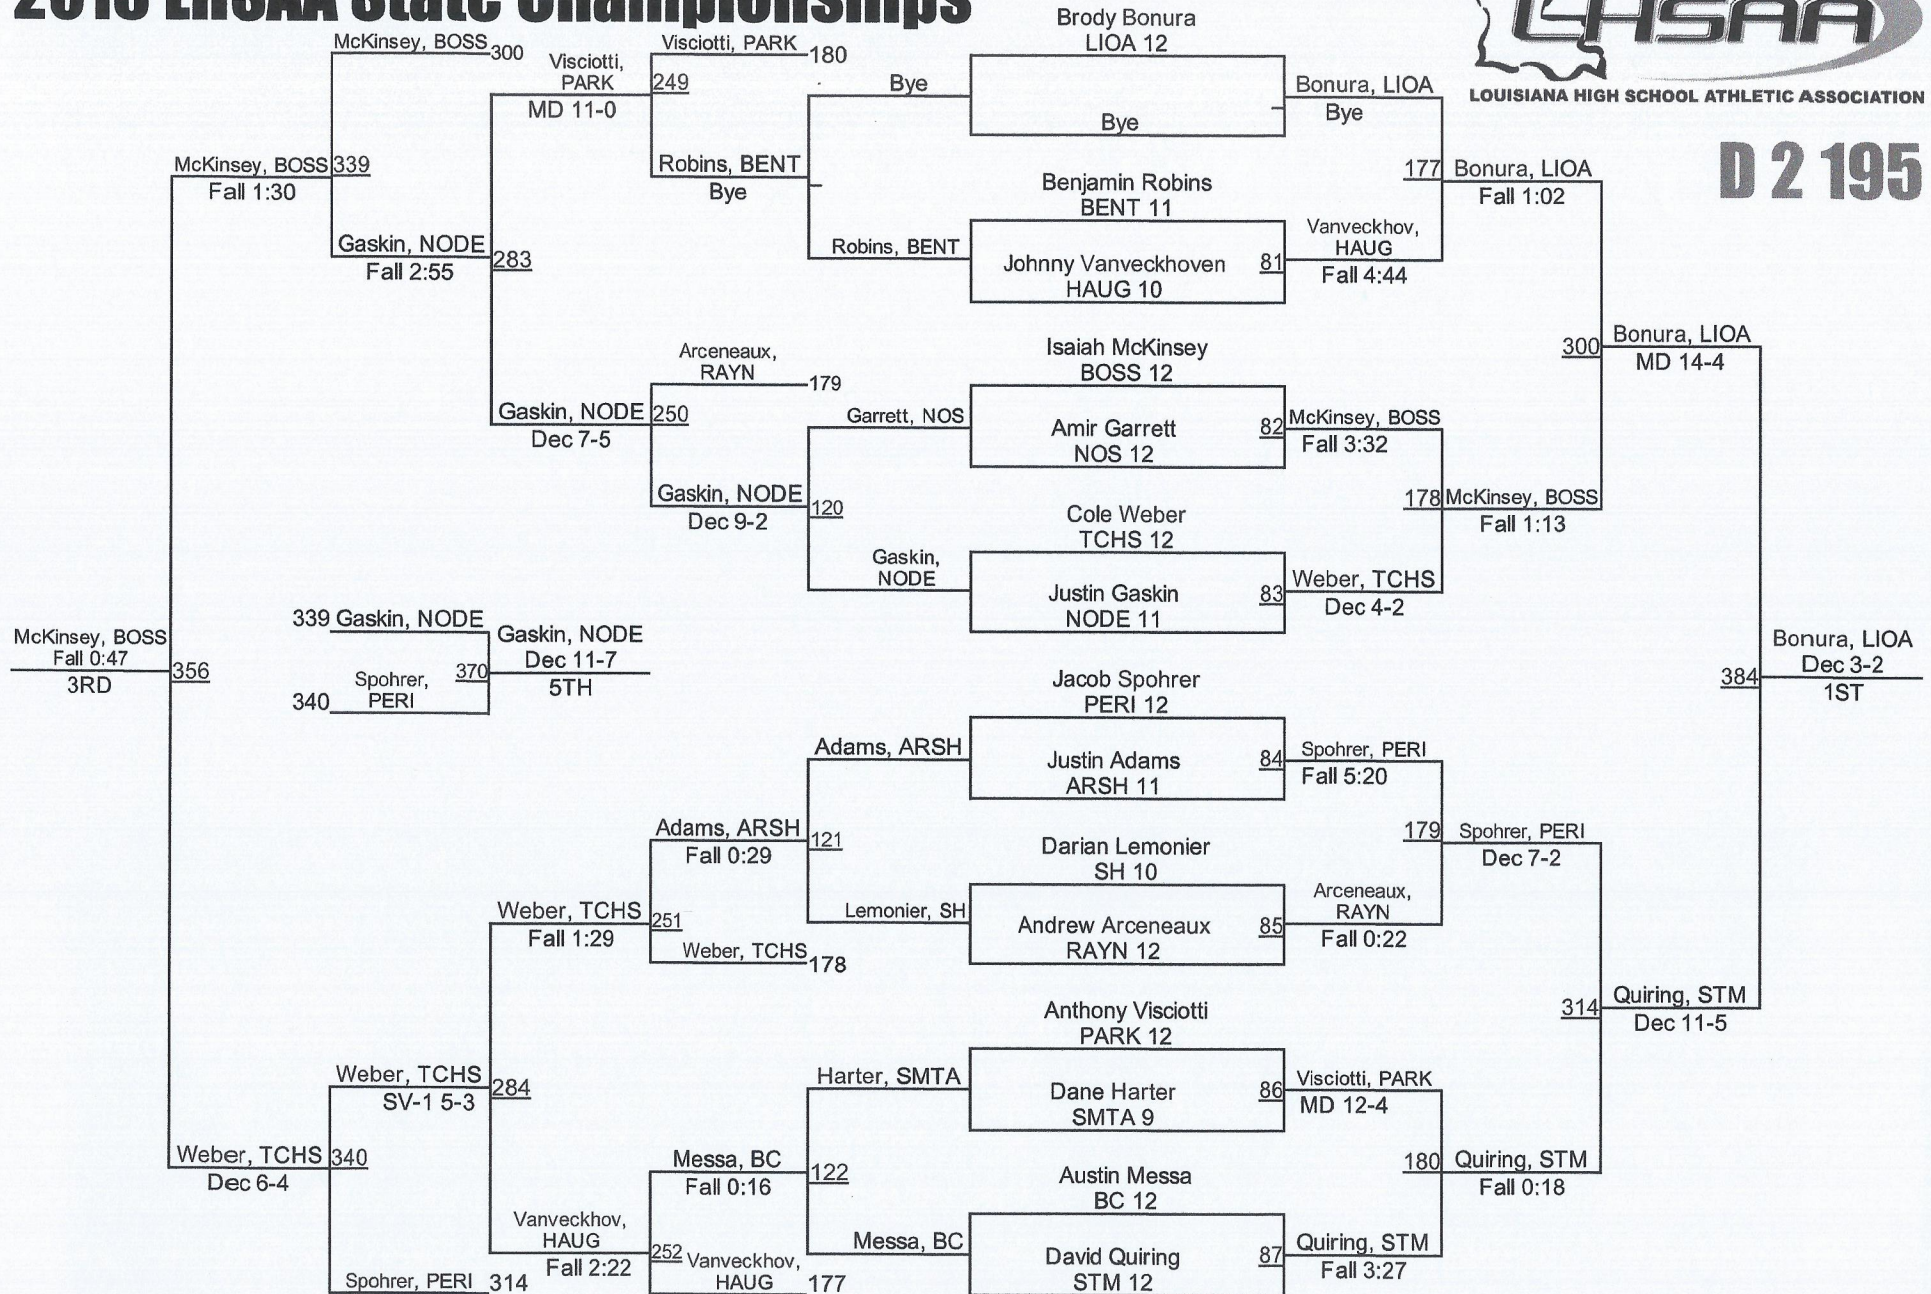 2016 LHSAA State Championships
LHSAA
LOUISIANA HIGH SCHOOL ATHLETIC ASSOCIATION
D 2 195
Brody Bonura
LIOA 12
Bye
Benjamin Robins
BENT 11
Johnny Vanveckhoven
HAUG 10
81
Isaiah McKinsey
BOSS 12
Amir Garrett
NOS 12
82
Cole Weber
TCHS 12
Justin Gaskin
NODE 11
83
Jacob Spohrer
PERI 12
Justin Adams
ARSH 11
84
Darian Lemonier
SH 10
Andrew Arceneaux
RAYN 12
85
Anthony Visciotti
PARK 12
Dane Harter
SMTA 9
86
Austin Messa
BC 12
David Quiring
STM 12
87
Bonura, LIOA
Bye
Vanveckhov,
HAUG
Fall 4:44
McKinsey, BOSS
Fall 3:32
Weber, TCHS
Dec 4-2
Spohrer, PERI
Fall 5:20
Arceneaux,
RAYN
Fall 0:22
Visciotti, PARK
MD 12-4
Quiring, STM
Fall 3:27
177
Bonura, LIOA
Fall 1:02
178
McKinsey, BOSS
Fall 1:13
179
Spohrer, PERI
Dec 7-2
180
Quiring, STM
Fall 0:18
300
Bonura, LIOA
MD 14-4
314
Quiring, STM
Dec 11-5
384
Bonura, LIOA
Dec 3-2
1ST
Bye
Robins, BENT
Garrett, NOS
Gaskin,
NODE
Adams, ARSH
Lemonier, SH
Harter, SMTA
Messa, BC
Visciotti, PARK
180
Robins, BENT
Bye
Arceneaux,
RAYN
179
Gaskin, NODE
Dec 9-2
120
Adams, ARSH
Fall 0:29
121
Weber, TCHS
178
Messa, BC
Fall 0:16
122
Vanveckhov,
HAUG
177
Visciotti,
PARK
MD 11-0
249
Gaskin, NODE
Dec 7-5
250
Weber, TCHS
Fall 1:29
251
Vanveckhov,
HAUG
Fall 2:22
252
McKinsey, BOSS
300
Gaskin, NODE
Fall 2:55
283
Weber, TCHS
SV-1 5-3
284
Spohrer, PERI
314
McKinsey, BOSS
Fall 1:30
339
Weber, TCHS
Dec 6-4
340
McKinsey, BOSS
Fall 0:47
3RD
356
339 Gaskin, NODE
340
Spohrer,
PERI
370
Gaskin, NODE
Dec 11-7
5TH